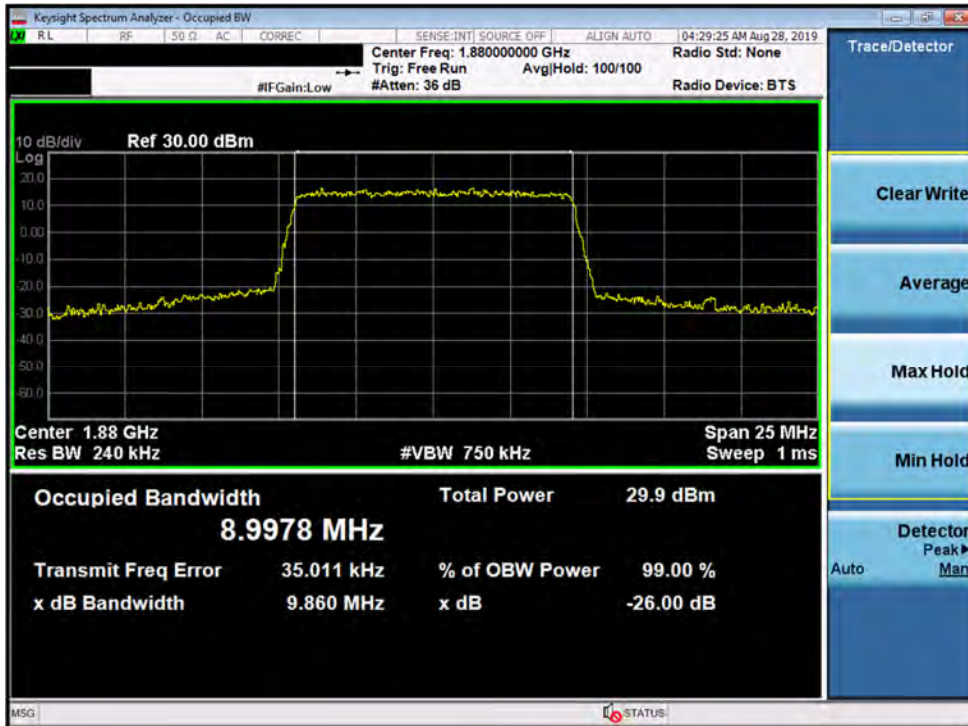 Keysight Spectrum Analyzer - Occupied BW
LXI RL RF 50 Ω AC CORREC SENSE:INT SOURCE OFF ALIGN AUTO 04:29:25 AM Aug 28, 2019
Center Freq: 1.880000000 GHz Radio Std: None
Trig: Free Run Avg|Hold: 100/100
#IFGain:Low #Atten: 36 dB Radio Device: BTS
Trace/Detector
10 dB/div Ref 30.00 dBm
Log
20.0
10.0
0.00
-10.0
-20.0
-30.0
-40.0
-50.0
-60.0
Center 1.88 GHz Span 25 MHz
Res BW 240 kHz #VBW 750 kHz Sweep 1 ms
Occupied Bandwidth Total Power 29.9 dBm
8.9978 MHz
Transmit Freq Error 35.011 kHz % of OBW Power 99.00 %
x dB Bandwidth 9.860 MHz x dB -26.00 dB
Clear Write
Average
Max Hold
Min Hold
Detector
Peak▶
Auto Man
MSG STATUS